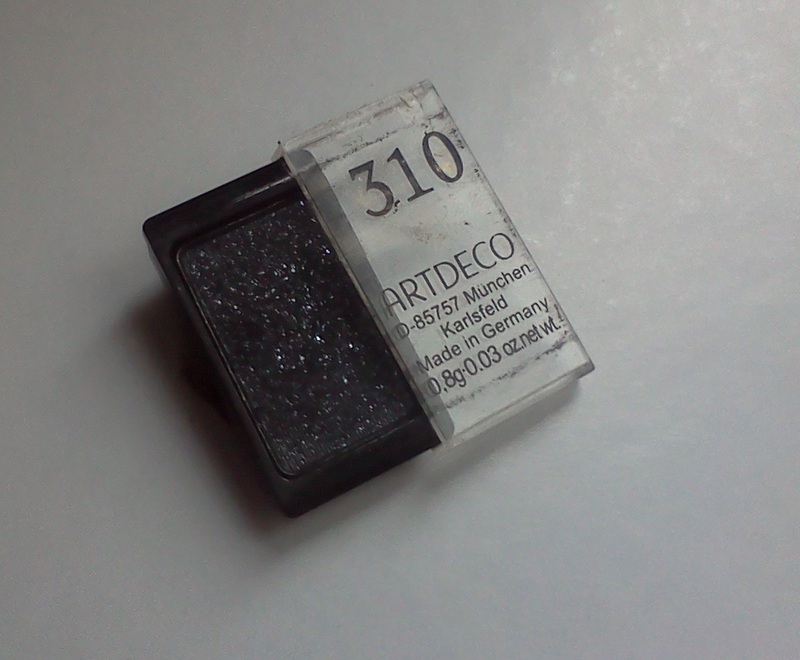 310
ARTDECO
D-85757 München
Karlsfeld
Made in Germany
0.8g·0.03 oz.net wt.